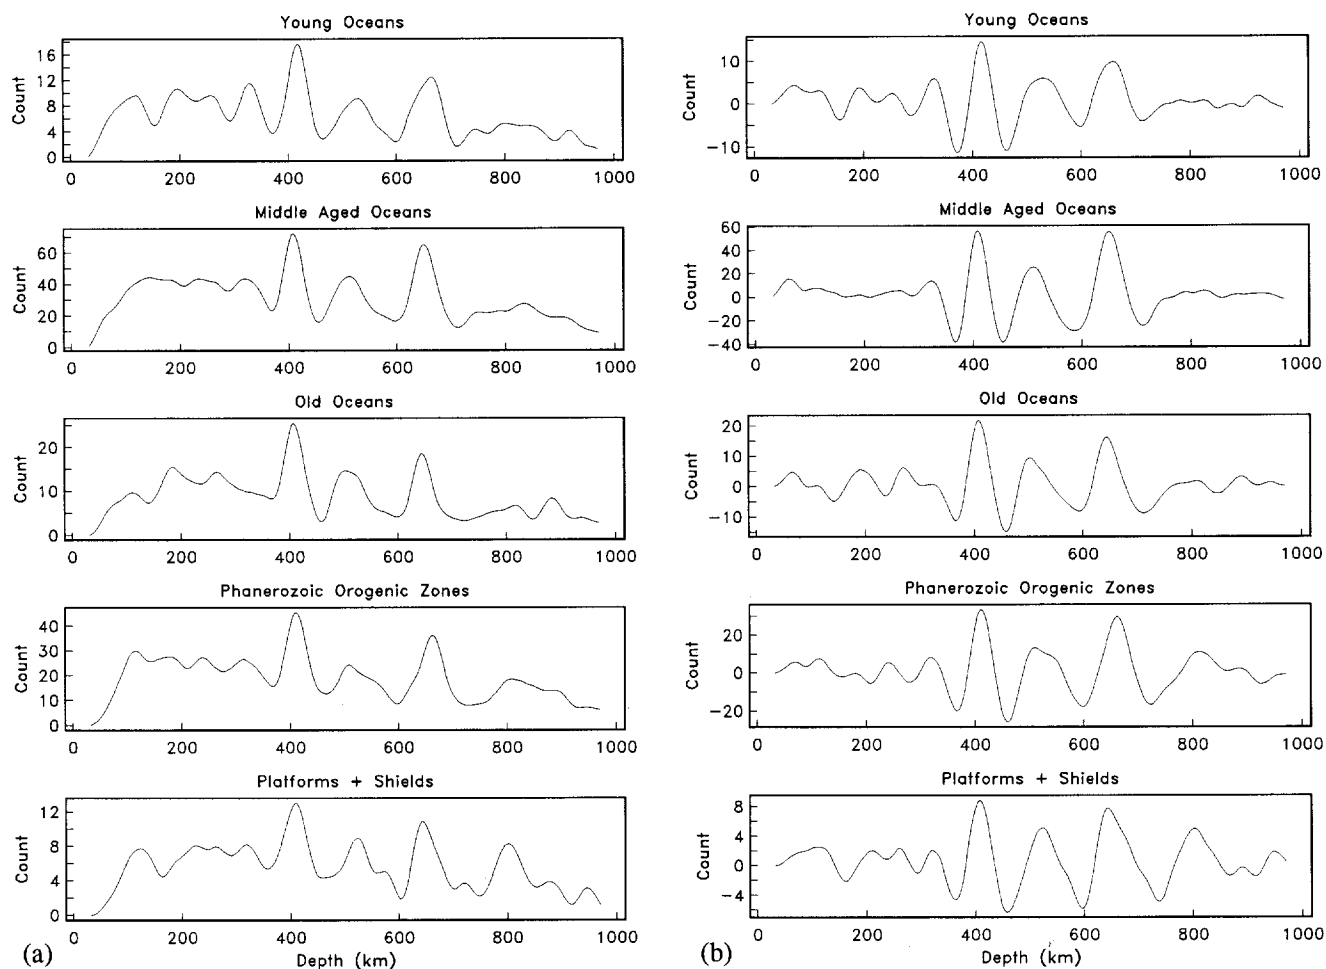 Young Oceans
Count
16
12
8
4
0
0 200 400 600 800 1000
Middle Aged Oceans
Count
60
40
20
0
0 200 400 600 800 1000
Old Oceans
Count
20
10
0
0 200 400 600 800 1000
Phanerozoic Orogenic Zones
Count
40
30
20
10
0
0 200 400 600 800 1000
Platforms + Shields
Count
12
8
4
0
0 200 400 600 800 1000
Depth (km)
(a)
Young Oceans
Count
10
0
−10
0 200 400 600 800 1000
Middle Aged Oceans
Count
60
40
20
0
−20
−40
0 200 400 600 800 1000
Old Oceans
Count
20
10
0
−10
0 200 400 600 800 1000
Phanerozoic Orogenic Zones
Count
20
0
−20
0 200 400 600 800 1000
Platforms + Shields
Count
8
4
0
−4
0 200 400 600 800 1000
Depth (km)
(b)